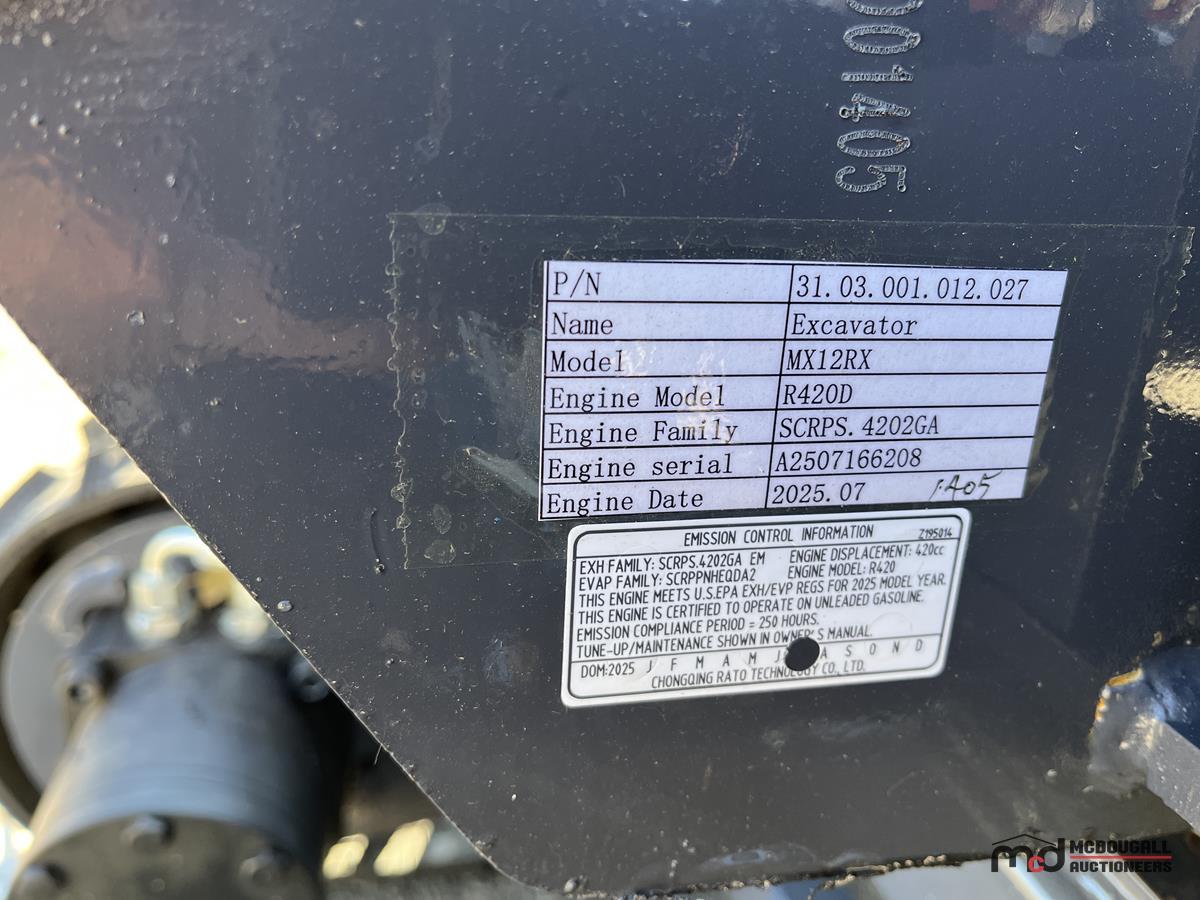 001405
P/N 31.03.001.012.027
Name Excavator
Model MX12RX
Engine Model R420D
Engine Family SCRPS.4202GA
Engine serial A2507166208
Engine Date 2025.07 1405
EMISSION CONTROL INFORMATION Z195014
EXH FAMILY: SCRPS.4202GA EM ENGINE DISPLACEMENT: 420cc
EVAP FAMILY: SCRPPNHEQDA2 ENGINE MODEL: R420
THIS ENGINE MEETS U.S.EPA EXH/EVP REGS FOR 2025 MODEL YEAR.
THIS ENGINE IS CERTIFIED TO OPERATE ON UNLEADED GASOLINE.
EMISSION COMPLIANCE PERIOD = 250 HOURS.
TUNE-UP/MAINTENANCE SHOWN IN OWNER'S MANUAL.
DOM:2025 J F M A M J A S O N D
CHONGQING RATO TECHNOLOGY CO., LTD.
mcd MCDOUGALL
AUCTIONEERS